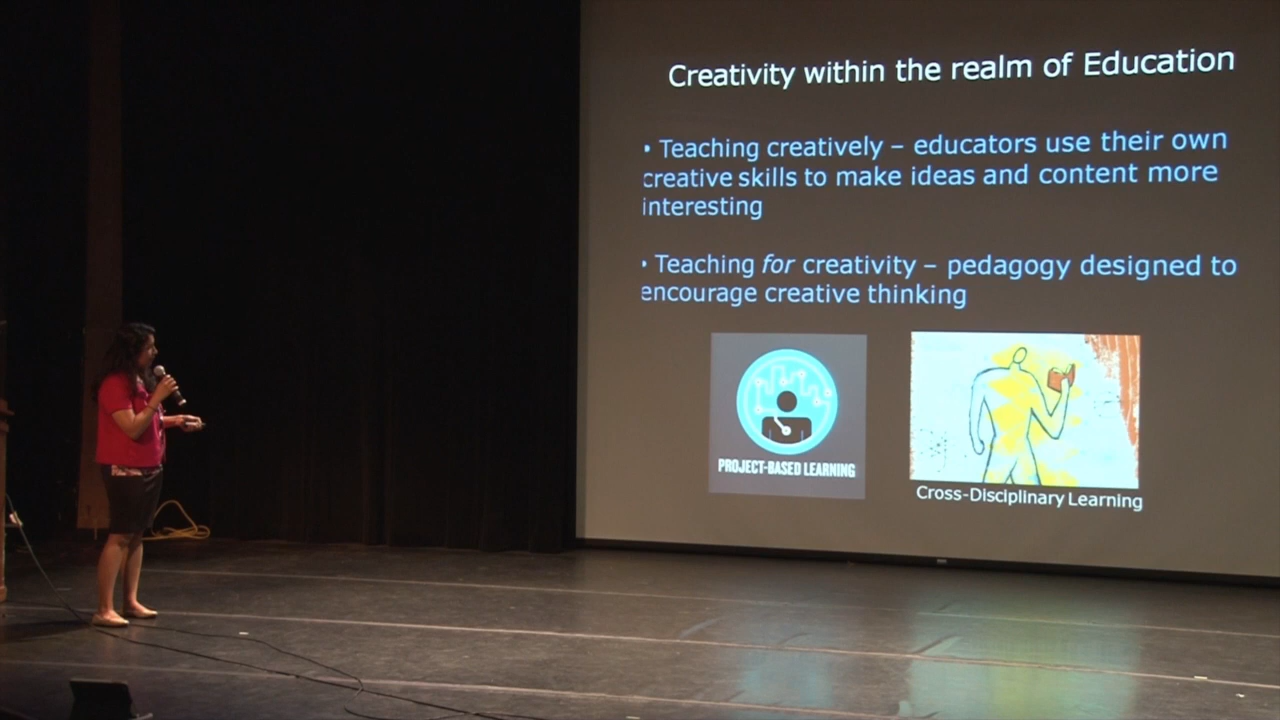 Creativity within the realm of Education
• Teaching creatively – educators use their own
creative skills to make ideas and content more
interesting
• Teaching for creativity – pedagogy designed to
encourage creative thinking
PROJECT-BASED LEARNING
Cross-Disciplinary Learning